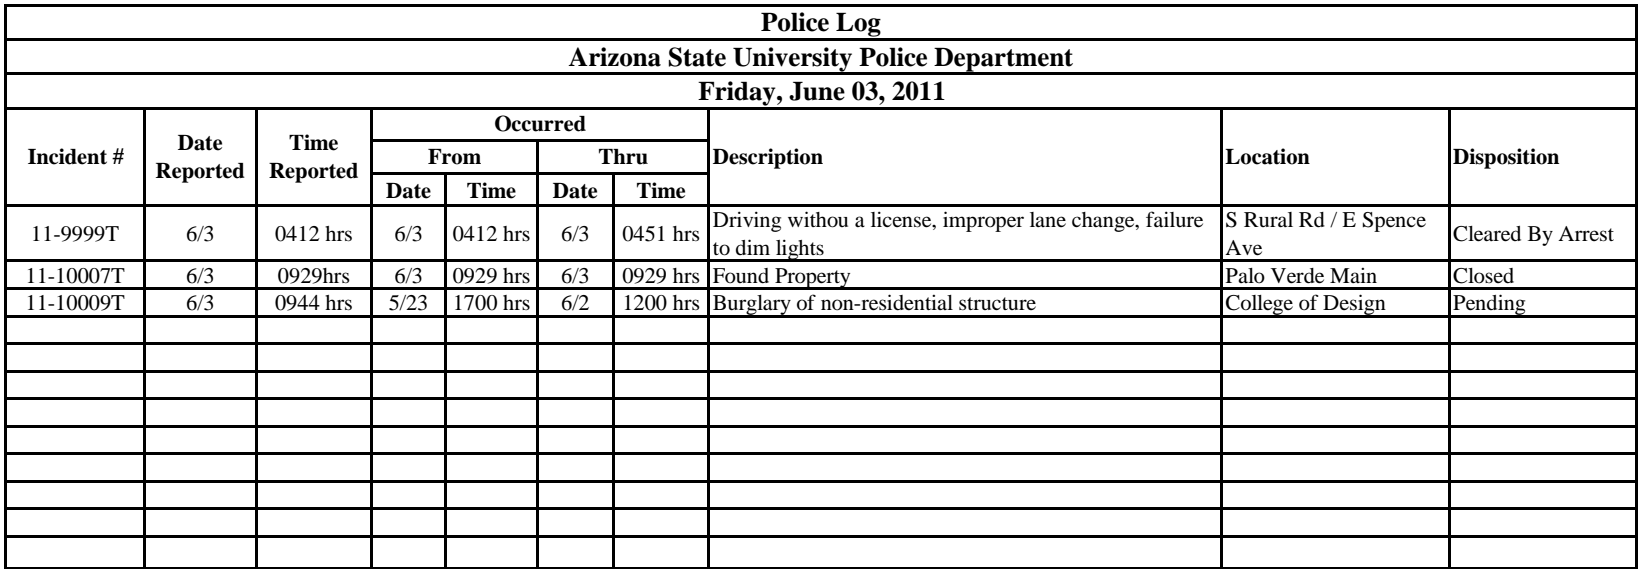 Police Log
Arizona State University Police Department
Friday, June 03, 2011
Incident # Date Reported Time Reported Occurred Description Location Disposition
From Thru
Date Time Date Time
11-9999T 6/3 0412 hrs 6/3 0412 hrs 6/3 0451 hrs Driving withou a license, improper lane change, failure to dim lights S Rural Rd / E Spence Ave Cleared By Arrest
11-10007T 6/3 0929hrs 6/3 0929 hrs 6/3 0929 hrs Found Property Palo Verde Main Closed
11-10009T 6/3 0944 hrs 5/23 1700 hrs 6/2 1200 hrs Burglary of non-residential structure College of Design Pending